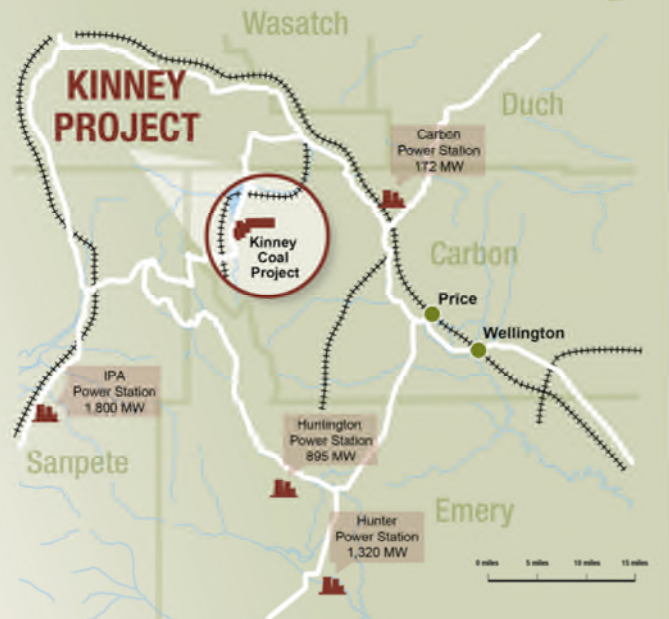 Wasatch
KINNEY
PROJECT
Duch
Carbon
Power Station
172 MW
Kinney
Coal
Project
Carbon
Price
Wellington
IPA
Power Station
1.800 MW
Huntington
Power Station
895 MW
Sanpete
Emery
Hunter
Power Station
1,320 MW
0 miles 5 miles 10 miles 15 miles